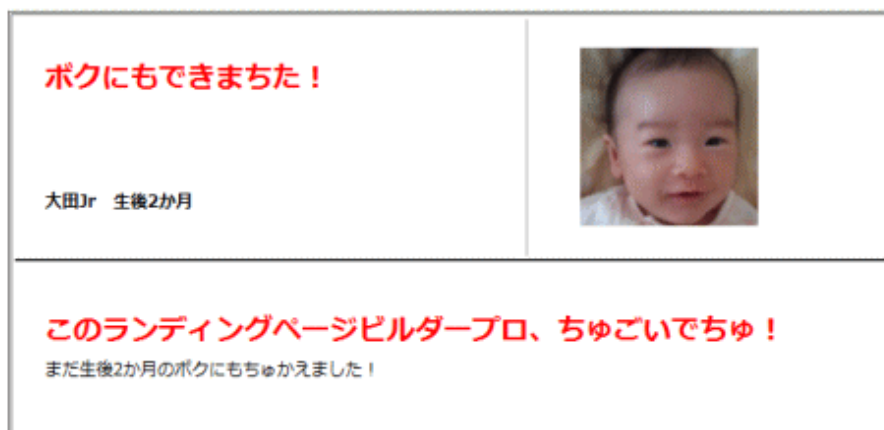 ボクにもできまちた！
大田Jr　生後2か月
このランディングページビルダープロ、ちゅごいでちゅ！
まだ生後2か月のボクにもちゅかえました！